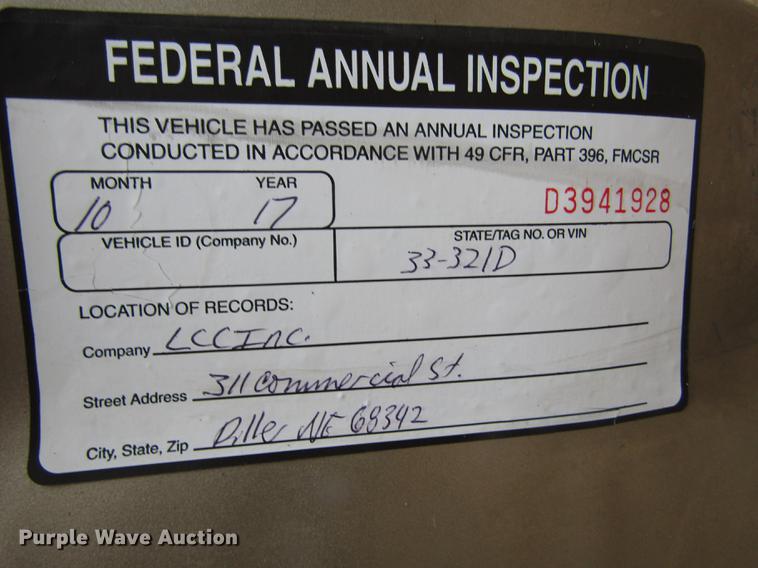 FEDERAL ANNUAL INSPECTION
THIS VEHICLE HAS PASSED AN ANNUAL INSPECTION
CONDUCTED IN ACCORDANCE WITH 49 CFR, PART 396, FMCSR
MONTH YEAR
10 17 D3941928
VEHICLE ID (Company No.) STATE/TAG NO. OR VIN
33-321D
LOCATION OF RECORDS:
Company LCC Inc.
Street Address 311 Commercial St.
City, State, Zip Diller NE 68342
Purple Wave Auction